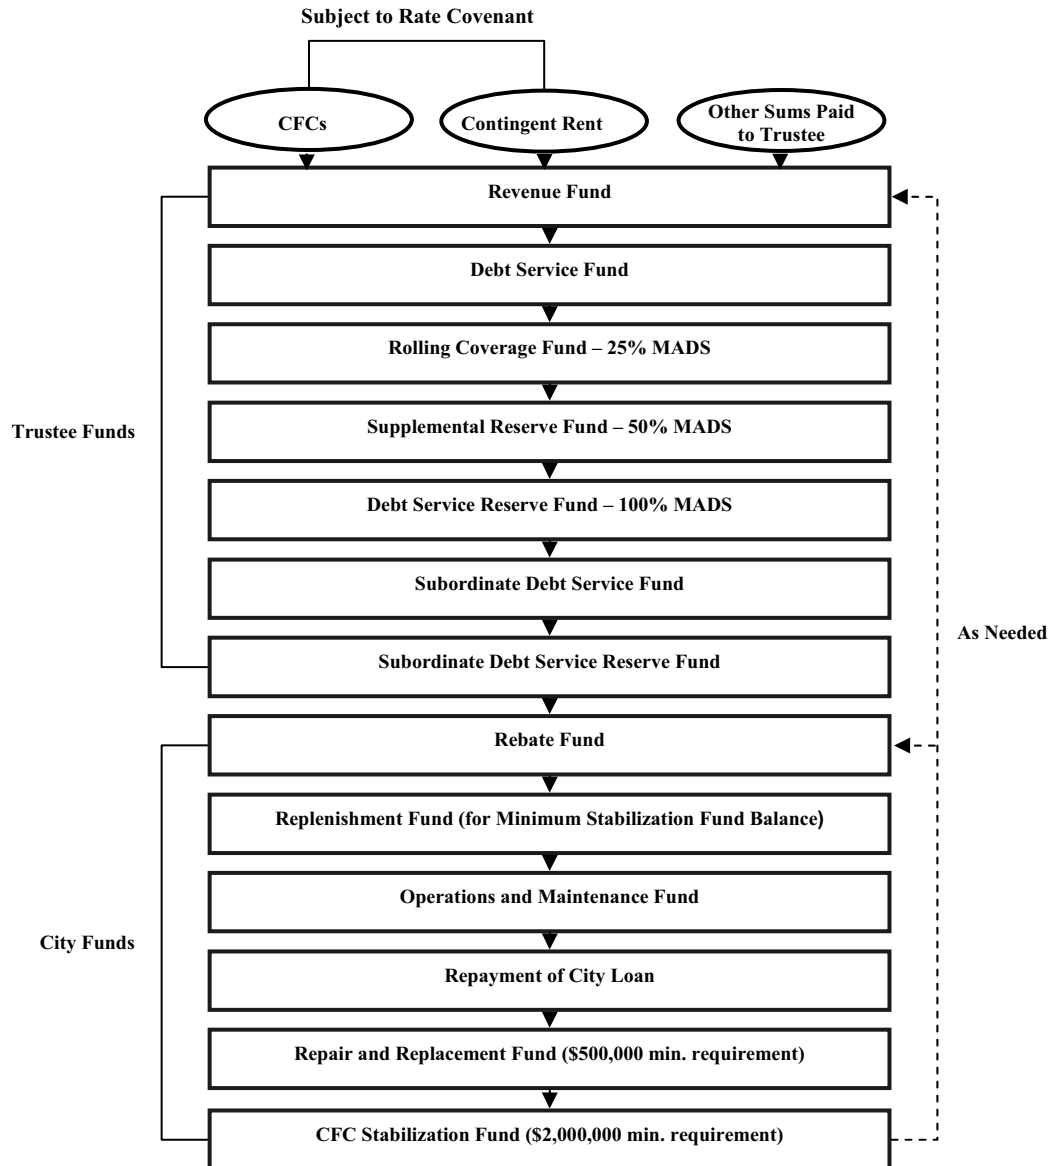 Subject to Rate Covenant
CFCs
Contingent Rent
Other Sums Paid
to Trustee
Revenue Fund
Debt Service Fund
Rolling Coverage Fund – 25% MADS
Supplemental Reserve Fund – 50% MADS
Trustee Funds
Debt Service Reserve Fund – 100% MADS
Subordinate Debt Service Fund
As Needed
Subordinate Debt Service Reserve Fund
Rebate Fund
Replenishment Fund (for Minimum Stabilization Fund Balance)
Operations and Maintenance Fund
City Funds
Repayment of City Loan
Repair and Replacement Fund ($500,000 min. requirement)
CFC Stabilization Fund ($2,000,000 min. requirement)